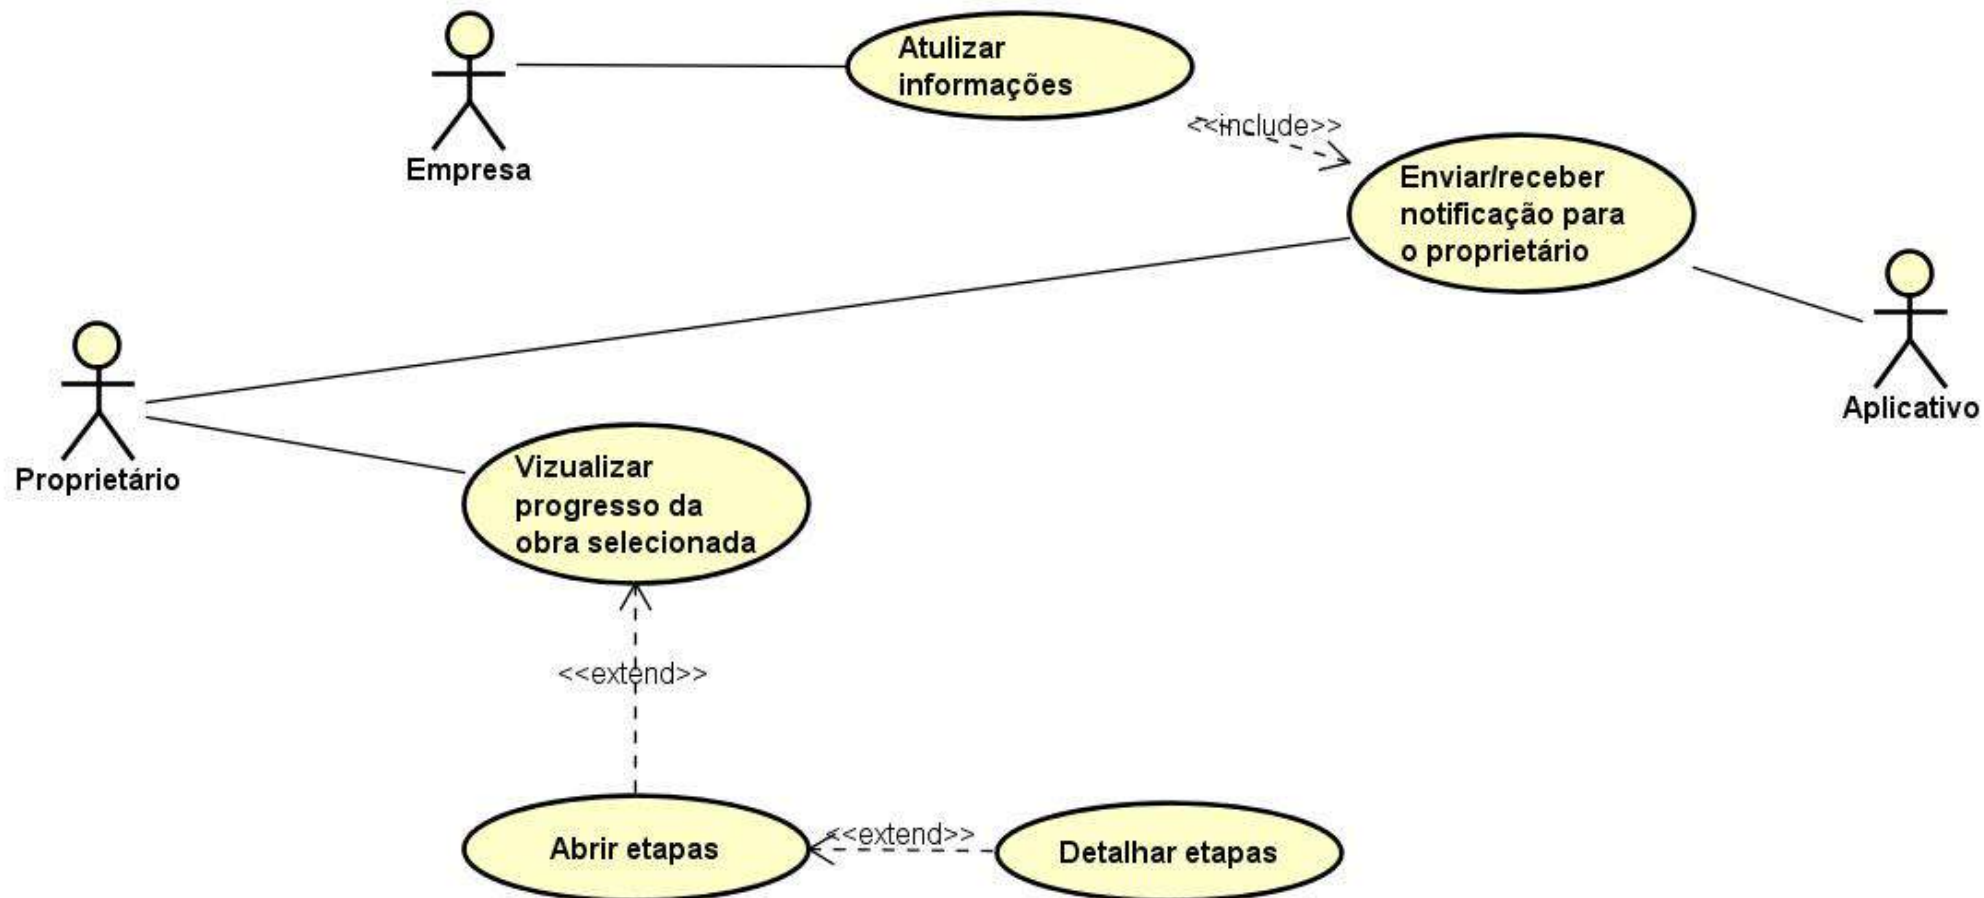 Atulizar
informações
Empresa
<<include>>
Enviar/receber
notificação para
o proprietário
Aplicativo
Proprietário
Vizualizar
progresso da
obra selecionada
<<extend>>
Abrir etapas
<<extend>>
Detalhar etapas